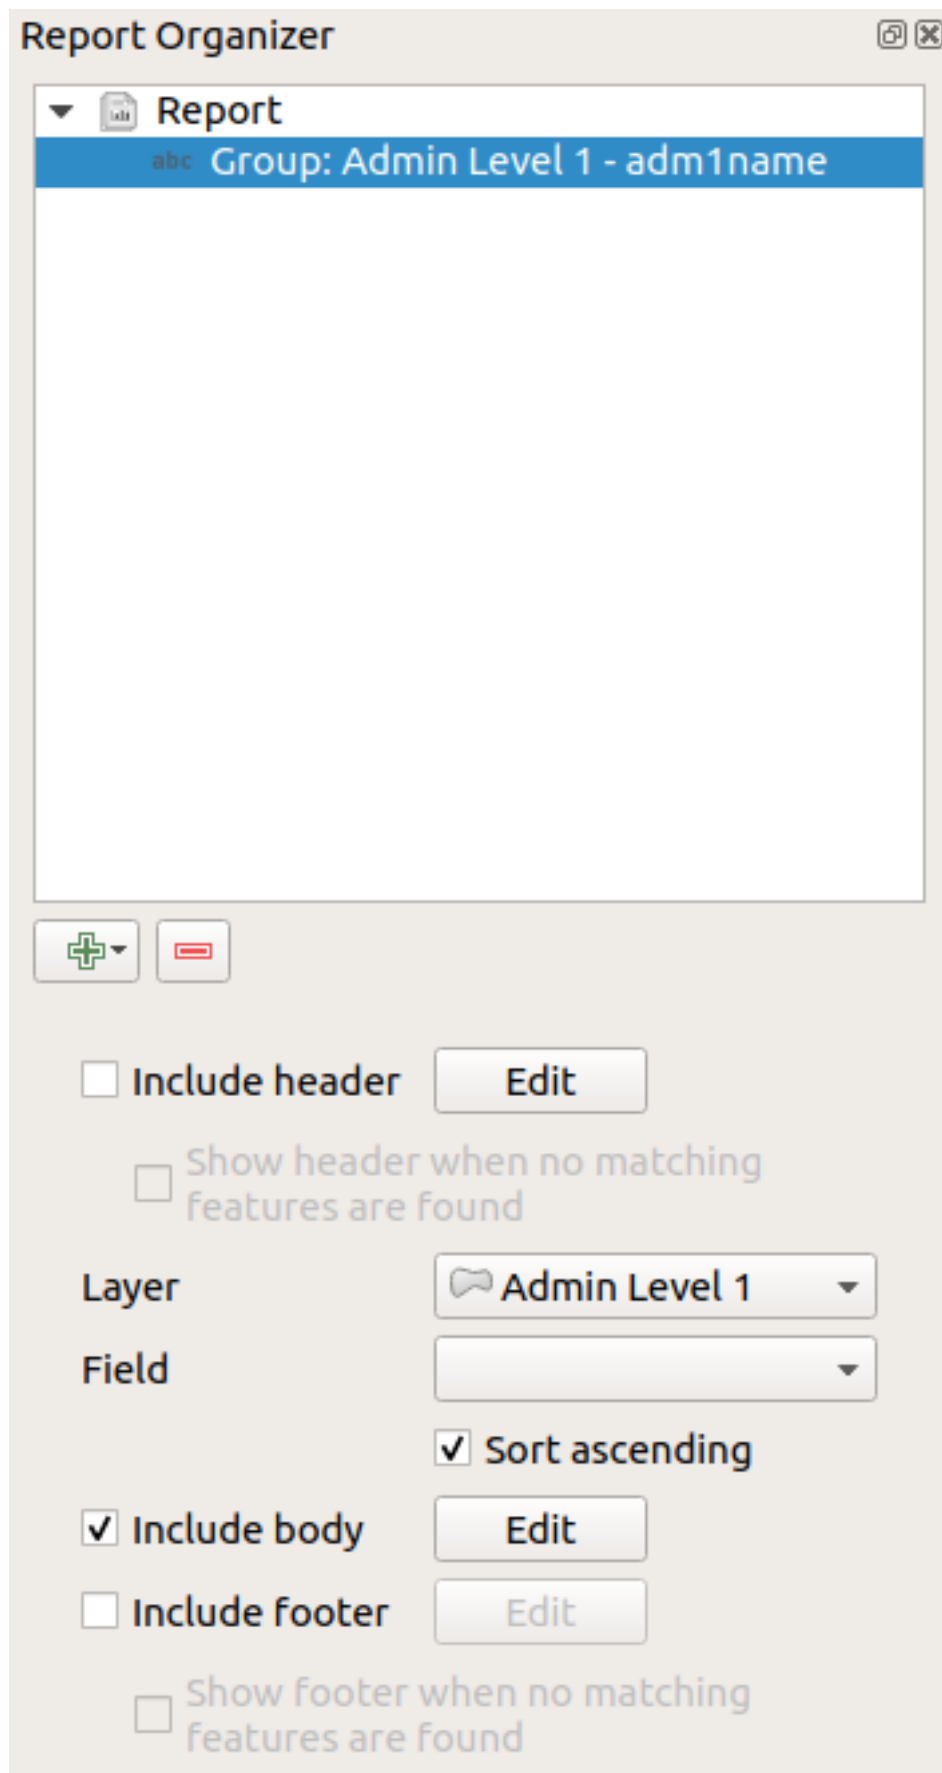 Report Organizer
Report
abc Group: Admin Level 1 - adm1name
Include header Edit
Show header when no matching
features are found
Layer Admin Level 1
Field
Sort ascending
Include body Edit
Include footer Edit
Show footer when no matching
features are found